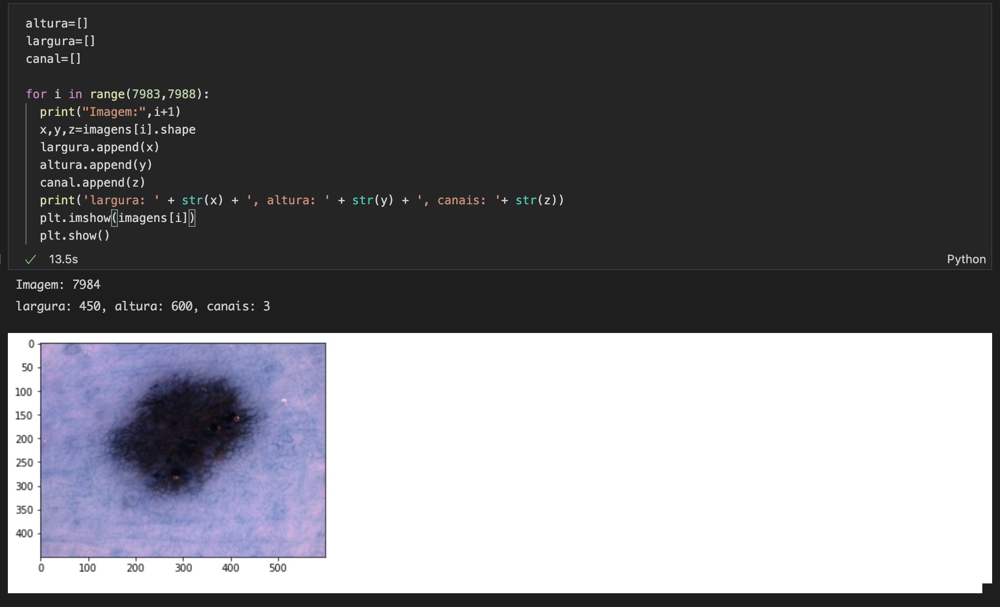 altura=[]
largura=[]
canal=[]
for i in range(7983,7988):
print("Imagem:",i+1)
x,y,z=imagens[i].shape
largura.append(x)
altura.append(y)
canal.append(z)
print('largura: ' + str(x) + ', altura: ' + str(y) + ', canais: '+ str(z))
plt.imshow(imagens[i])
plt.show()
13.5s
Python
Imagem: 7984
largura: 450, altura: 600, canais: 3
0
50
100
150
200
250
300
350
400
0 100 200 300 400 500